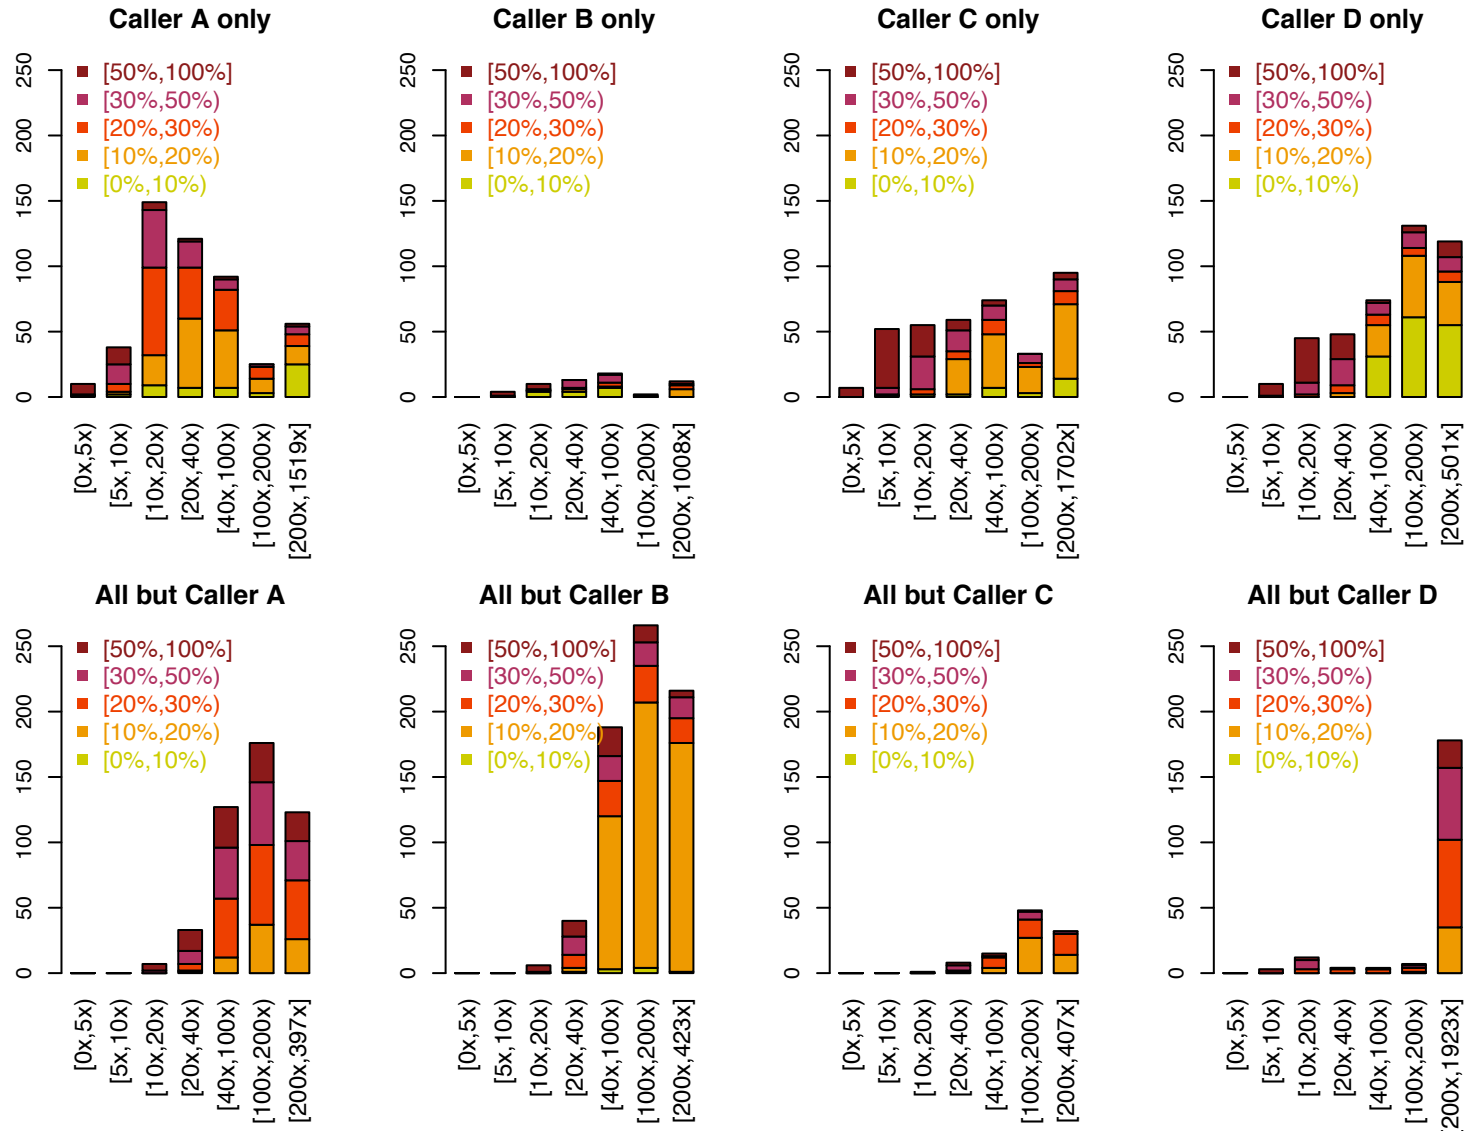 Caller A only
250
200
150
100
50
0
[50%,100%]
[30%,50%)
[20%,30%)
[10%,20%)
[0%,10%)
[0x,5x)
[5x,10x)
[10x,20x)
[20x,40x)
[40x,100x)
[100x,200x)
[200x,1519x]
Caller B only
250
200
150
100
50
0
[50%,100%]
[30%,50%)
[20%,30%)
[10%,20%)
[0%,10%)
[0x,5x)
[5x,10x)
[10x,20x)
[20x,40x)
[40x,100x)
[100x,200x)
[200x,1008x]
Caller C only
250
200
150
100
50
0
[50%,100%]
[30%,50%)
[20%,30%)
[10%,20%)
[0%,10%)
[0x,5x)
[5x,10x)
[10x,20x)
[20x,40x)
[40x,100x)
[100x,200x)
[200x,1702x]
Caller D only
250
200
150
100
50
0
[50%,100%]
[30%,50%)
[20%,30%)
[10%,20%)
[0%,10%)
[0x,5x)
[5x,10x)
[10x,20x)
[20x,40x)
[40x,100x)
[100x,200x)
[200x,501x]
All but Caller A
250
200
150
100
50
0
[50%,100%]
[30%,50%)
[20%,30%)
[10%,20%)
[0%,10%)
[0x,5x)
[5x,10x)
[10x,20x)
[20x,40x)
[40x,100x)
[100x,200x)
[200x,397x]
All but Caller B
250
200
150
100
50
0
[50%,100%]
[30%,50%)
[20%,30%)
[10%,20%)
[0%,10%)
[0x,5x)
[5x,10x)
[10x,20x)
[20x,40x)
[40x,100x)
[100x,200x)
[200x,423x]
All but Caller C
250
200
150
100
50
0
[50%,100%]
[30%,50%)
[20%,30%)
[10%,20%)
[0%,10%)
[0x,5x)
[5x,10x)
[10x,20x)
[20x,40x)
[40x,100x)
[100x,200x)
[200x,407x]
All but Caller D
250
200
150
100
50
0
[50%,100%]
[30%,50%)
[20%,30%)
[10%,20%)
[0%,10%)
[0x,5x)
[5x,10x)
[10x,20x)
[20x,40x)
[40x,100x)
[100x,200x)
[200x,1923x]